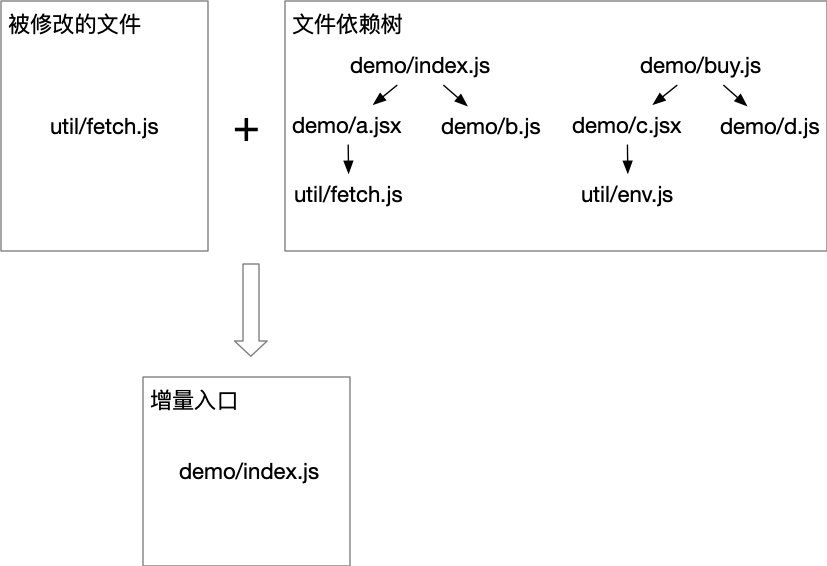 被修改的文件
util/fetch.js
+
文件依赖树
demo/index.js demo/buy.js
demo/a.jsx demo/b.js demo/c.jsx demo/d.js
util/fetch.js util/env.js
增量入口
demo/index.js